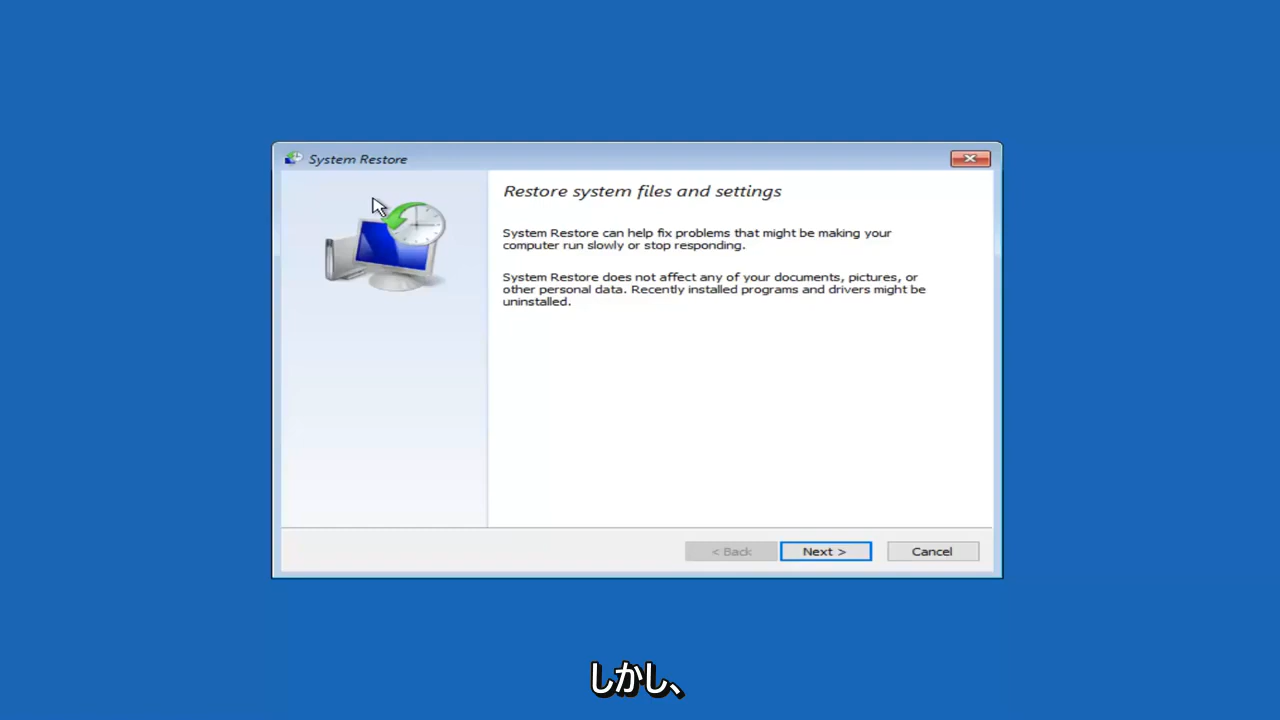 System Restore
Restore system files and settings
System Restore can help fix problems that might be making your
computer run slowly or stop responding.
System Restore does not affect any of your documents, pictures, or
other personal data. Recently installed programs and drivers might be
uninstalled.
< Back
Next >
Cancel
しかし、